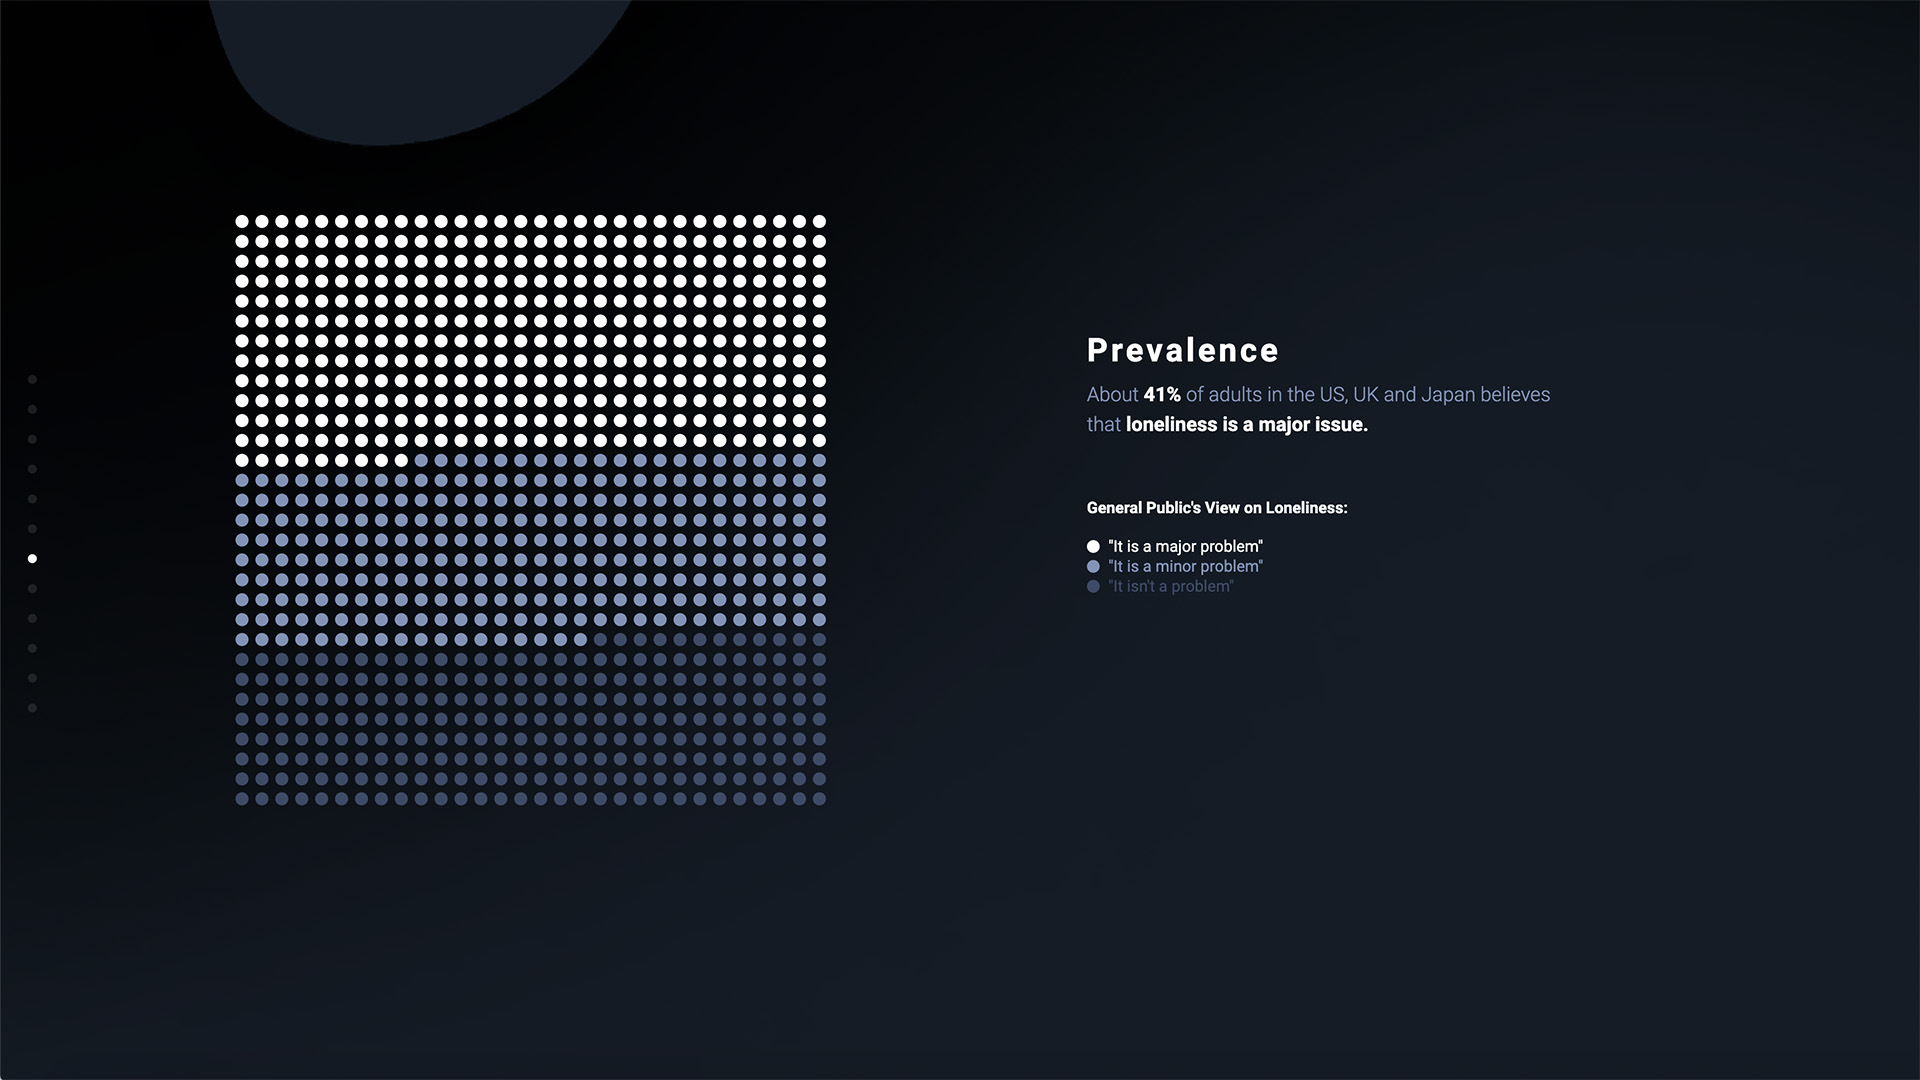 Prevalence
About 41% of adults in the US, UK and Japan believes
that loneliness is a major issue.
General Public's View on Loneliness:
"It is a major problem"
"It is a minor problem"
"It isn't a problem"